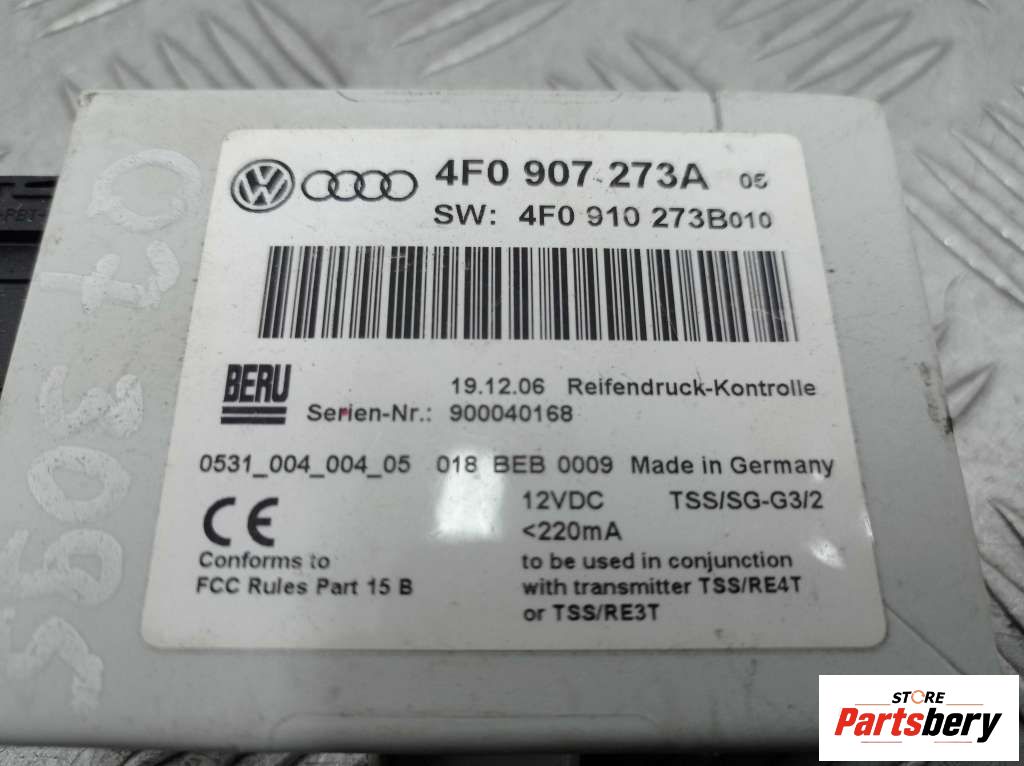 4F0 907 273A 05
SW: 4F0 910 273B010
BERU
19.12.06 Reifendruck-Kontrolle
Serien-Nr.: 900040168
0531_004_004_05 018 BEB 0009 Made in Germany
CE
12VDC TSS/SG-G3/2
<220mA
Conforms to
FCC Rules Part 15 B
to be used in conjunction
with transmitter TSS/RE4T
or TSS/RE3T
STORE
Partsbery